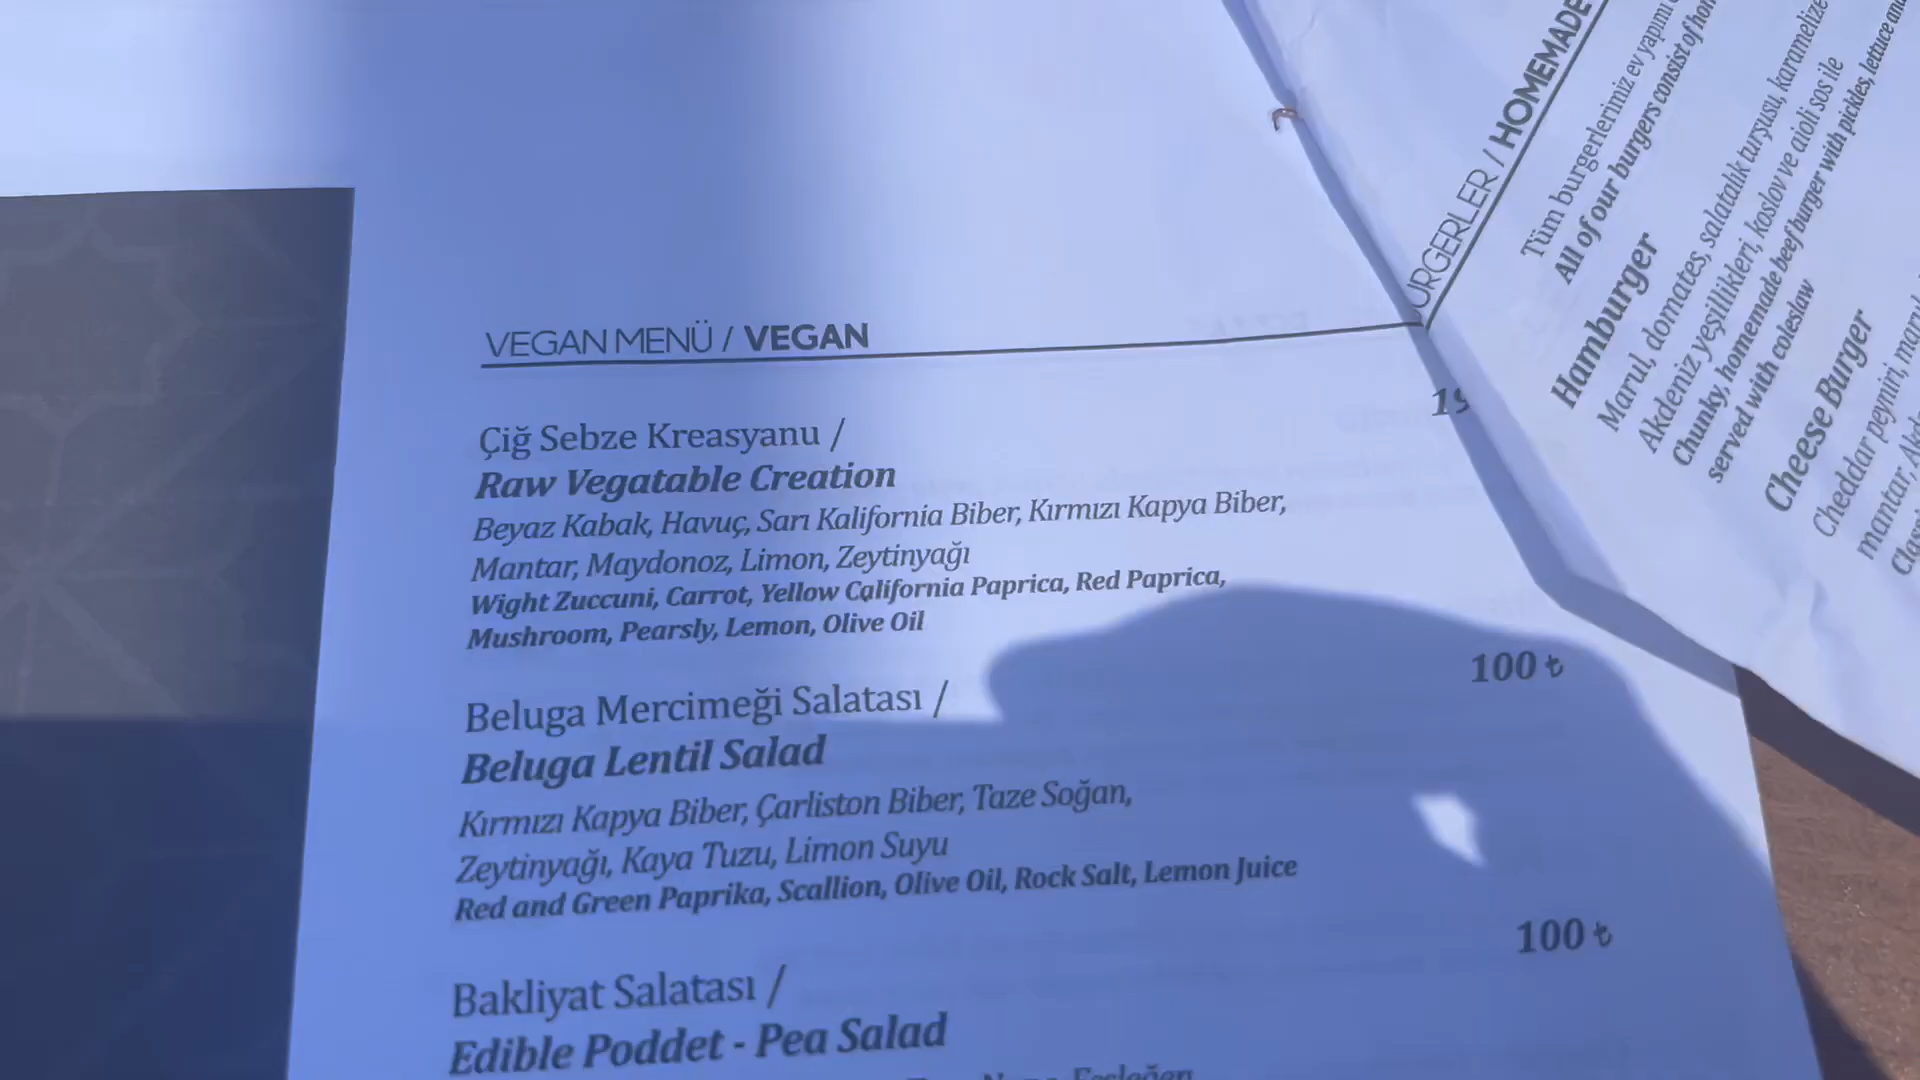 VEGAN MENÜ / VEGAN
Çiğ Sebze Kreasyanu /
Raw Vegatable Creation
Beyaz Kabak, Havuç, Sarı Kalifornia Biber, Kırmızı Kapya Biber,
Mantar, Maydonoz, Limon, Zeytinyağı
Wight Zuccuni, Carrot, Yellow California Paprica, Red Paprica,
Mushroom, Pearsly, Lemon, Olive Oil
Beluga Mercimeği Salatası /
100 ₺
Beluga Lentil Salad
Kırmızı Kapya Biber, Çarliston Biber, Taze Soğan,
Zeytinyağı, Kaya Tuzu, Limon Suyu
Red and Green Paprika, Scallion, Olive Oil, Rock Salt, Lemon Juice
Bakliyat Salatası /
100 ₺
Edible Poddet - Pea Salad
URGERLER / HOMEMADE
Tüm burgerlerimiz ev yapımı
All of our burgers consist of
Hamburger
Marul, domates, salatalık turşusu,
Akdeniz yeşillikleri, koslov ve aioli sos ile
Chunky, homemade beef burger with pickles, lettuce
served with coleslaw
Cheese Burger
Cheddar peyniri,
mantar,